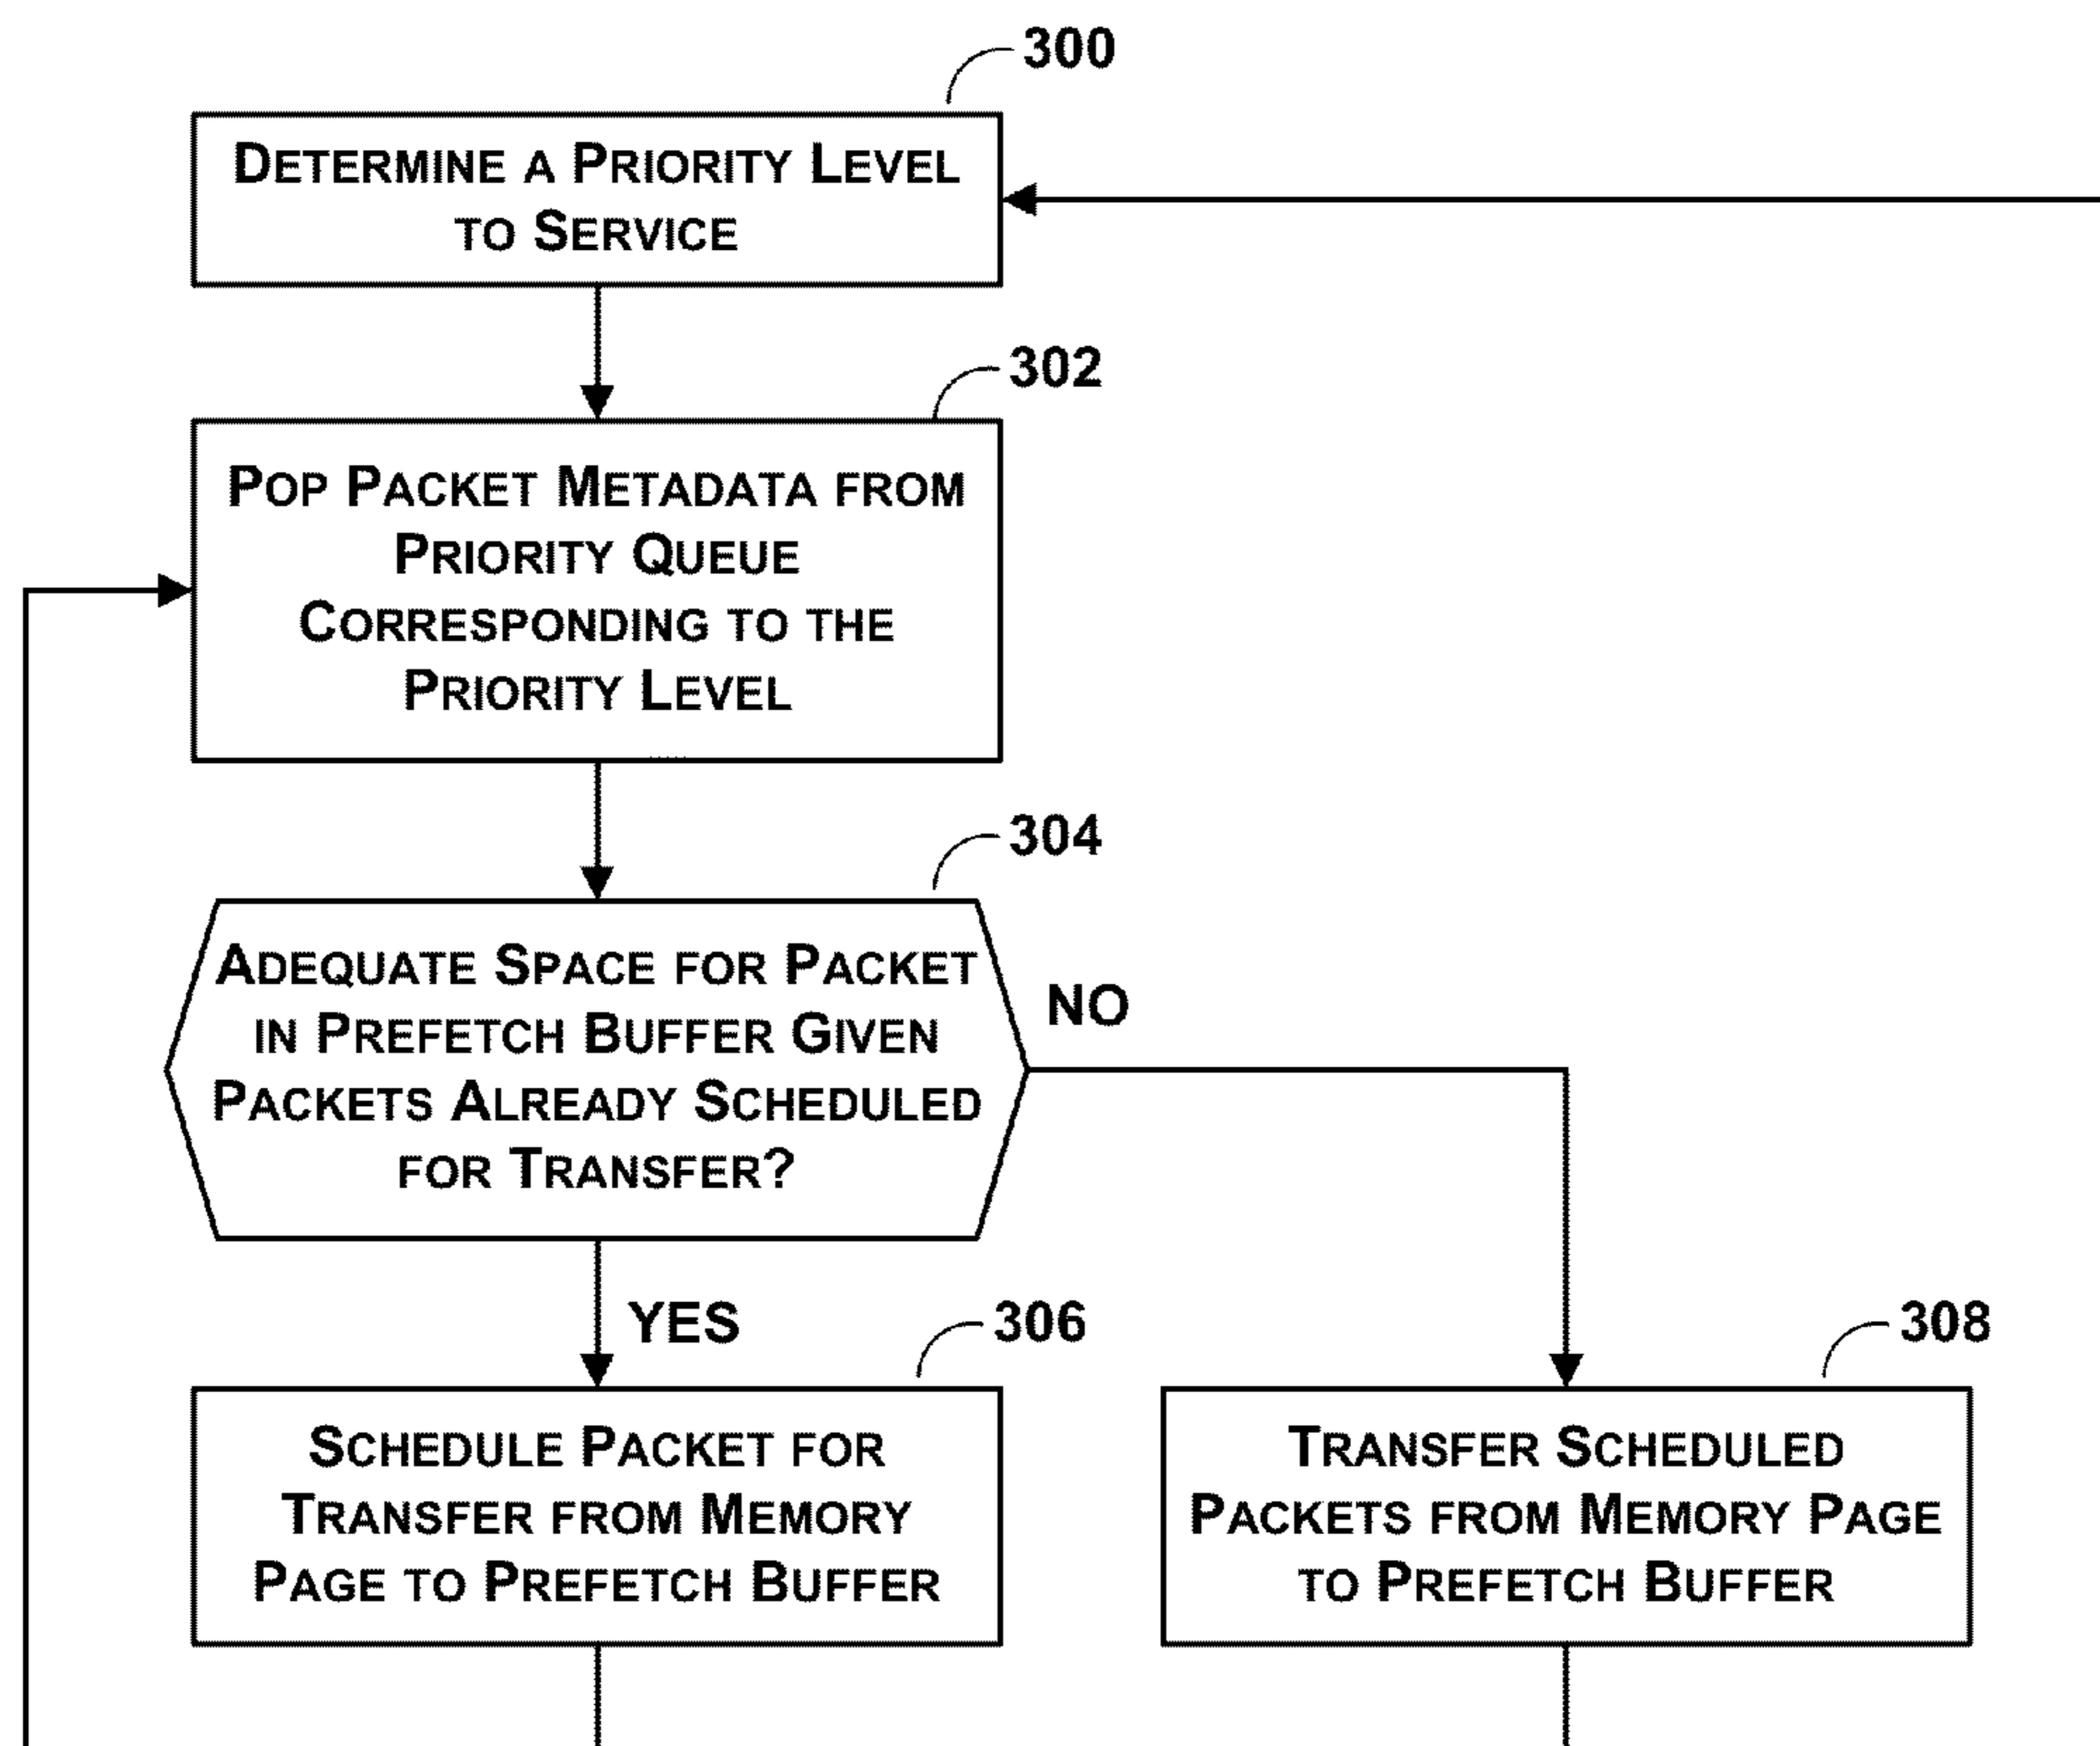 300
DETERMINE A PRIORITY LEVEL
TO SERVICE
302
POP PACKET METADATA FROM
PRIORITY QUEUE
CORRESPONDING TO THE
PRIORITY LEVEL
304
ADEQUATE SPACE FOR PACKET
IN PREFETCH BUFFER GIVEN
PACKETS ALREADY SCHEDULED
FOR TRANSFER?
NO
YES
306
SCHEDULE PACKET FOR
TRANSFER FROM MEMORY
PAGE TO PREFETCH BUFFER
308
TRANSFER SCHEDULED
PACKETS FROM MEMORY PAGE
TO PREFETCH BUFFER